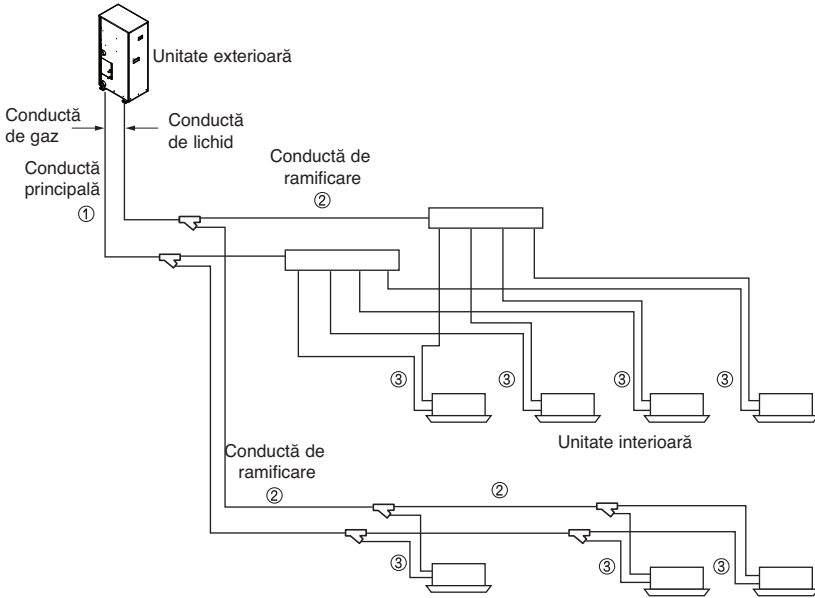 Unitate exterioară
Conductă
de gaz
Conductă
de lichid
Conductă
principală
①
Conductă de
ramificare
②
③
③
③
③
Unitate interioară
Conductă de
ramificare
②
②
③
③
③